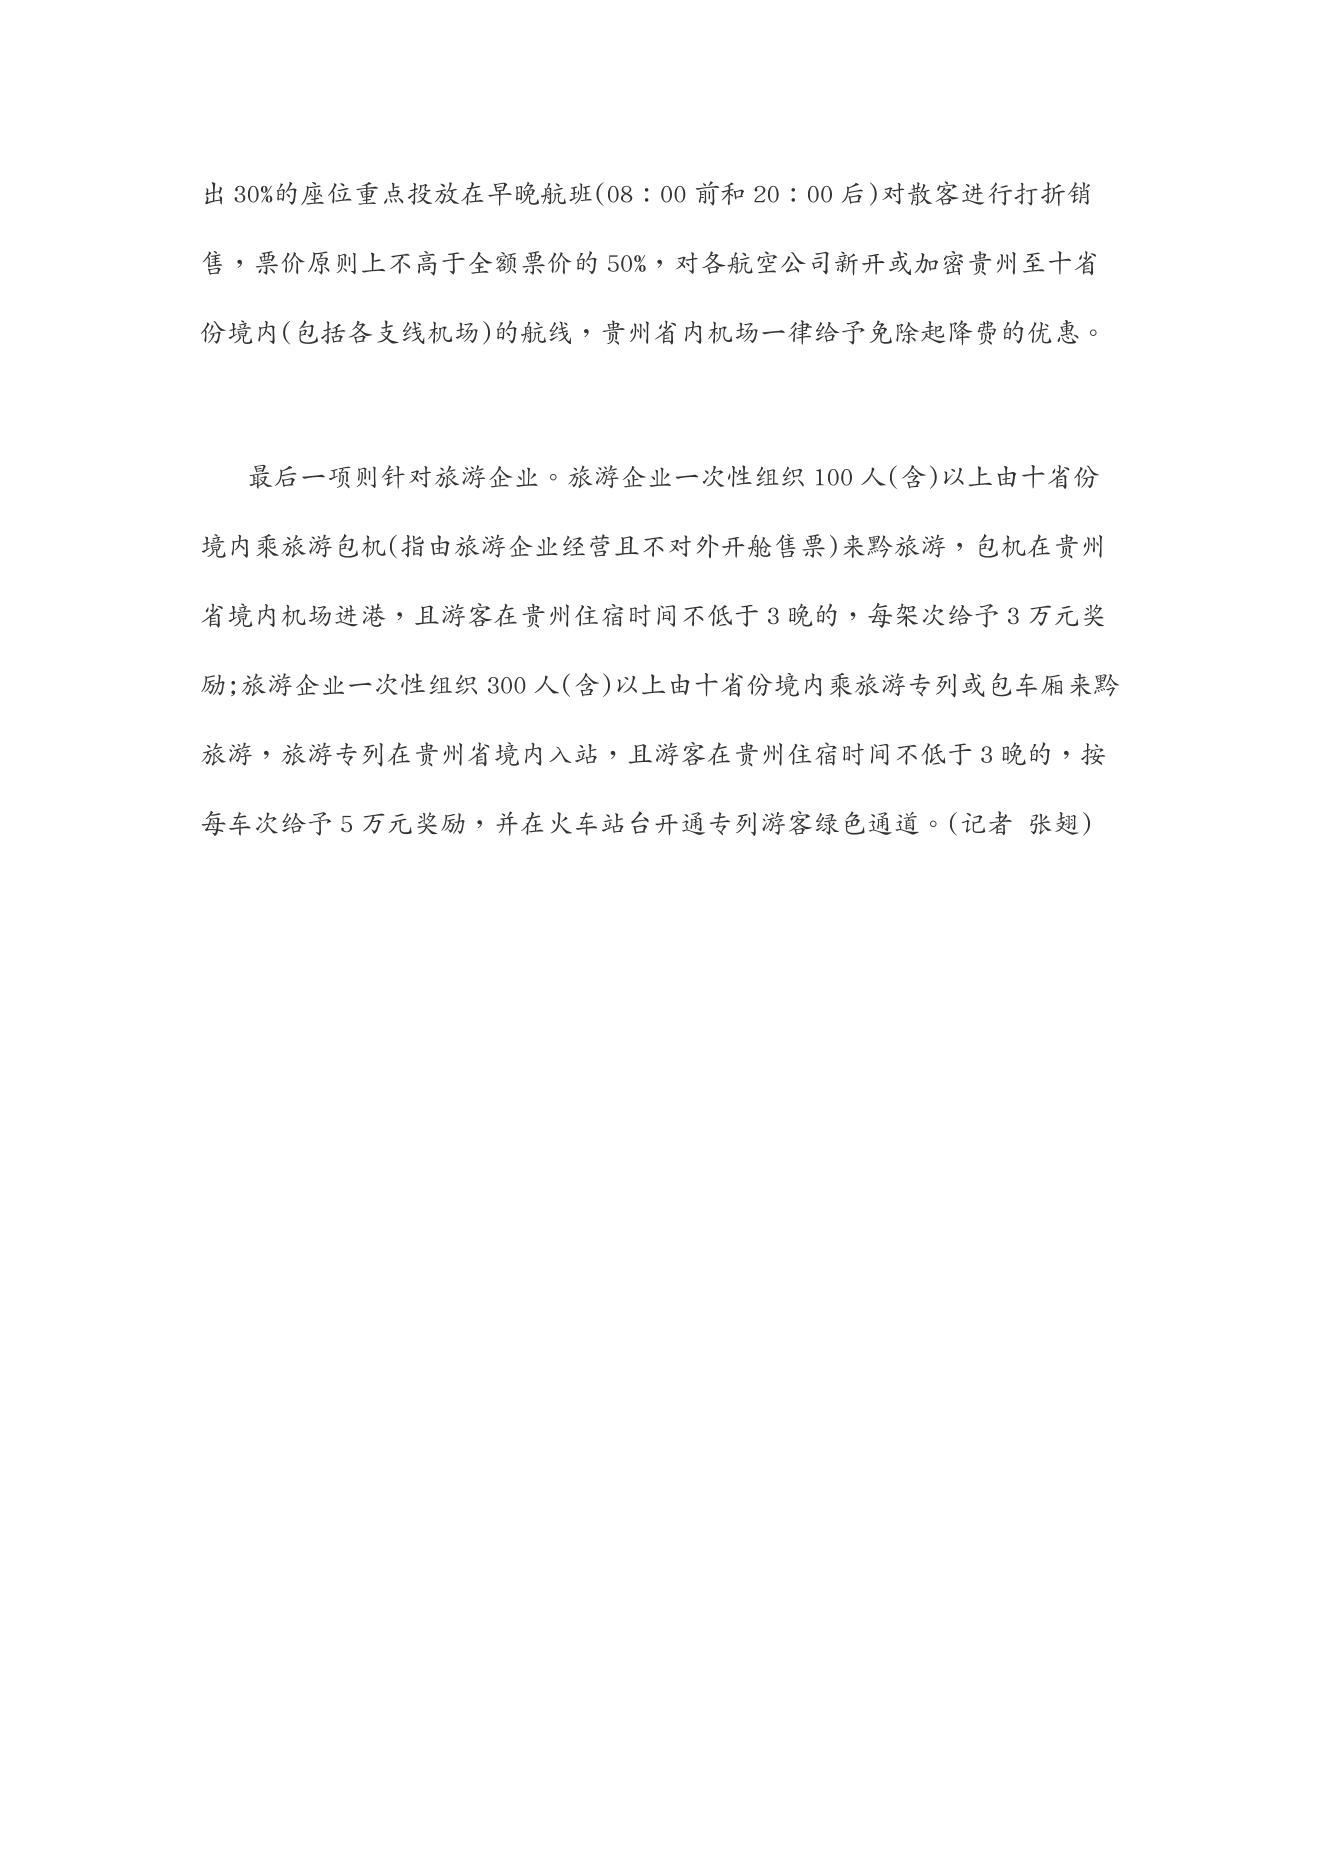 出 30%的座位重点投放在早晚航班(08：00 前和 20：00 后)对散客进行打折销
售，票价原则上不高于全额票价的 50%，对各航空公司新开或加密贵州至十省
份境内(包括各支线机场)的航线，贵州省内机场一律给予免除起降费的优惠。
最后一项则针对旅游企业。旅游企业一次性组织 100 人(含)以上由十省份
境内乘旅游包机(指由旅游企业经营且不对外开舱售票)来黔旅游，包机在贵州
省境内机场进港，且游客在贵州住宿时间不低于 3 晚的，每架次给予 3 万元奖
励;旅游企业一次性组织 300 人(含)以上由十省份境内乘旅游专列或包车厢来黔
旅游，旅游专列在贵州省境内入站，且游客在贵州住宿时间不低于 3 晚的，按
每车次给予 5 万元奖励，并在火车站台开通专列游客绿色通道。(记者 张翅)